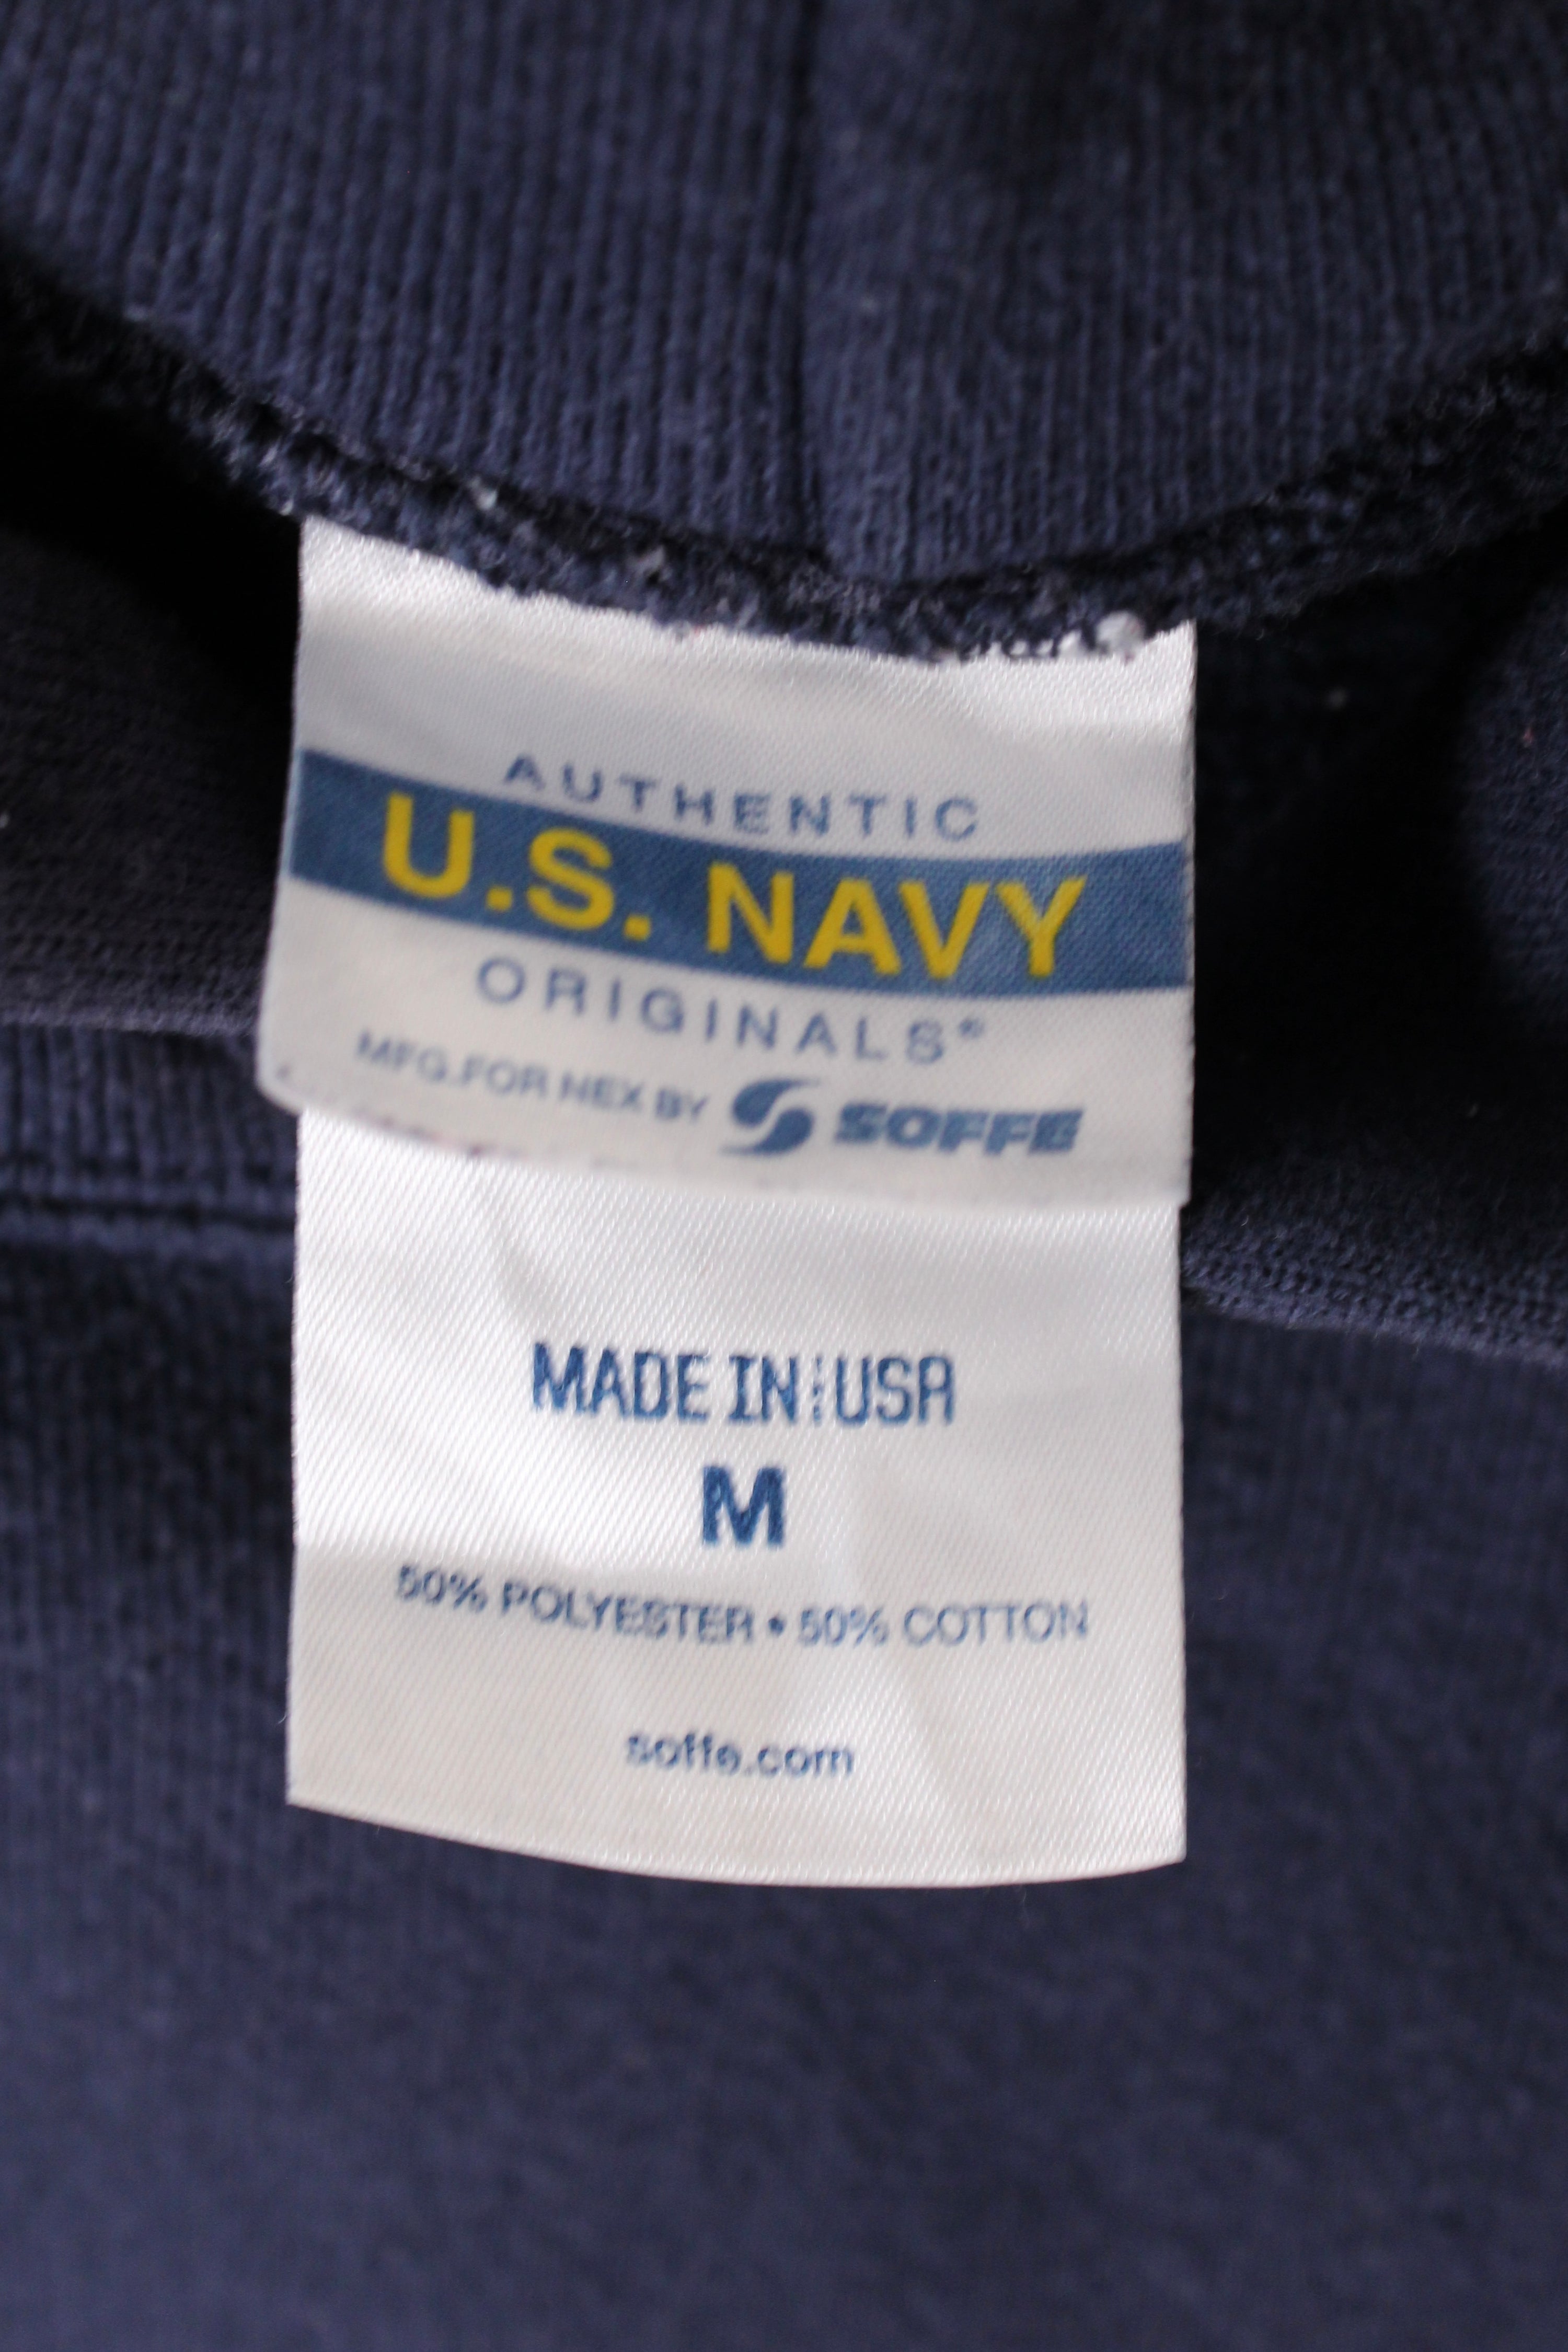 AUTHENTIC
U.S. NAVY
ORIGINALS®
MFG.FOR NEX BY SOFFE
MADE IN USA
M
50% POLYESTER • 50% COTTON
soffe.com